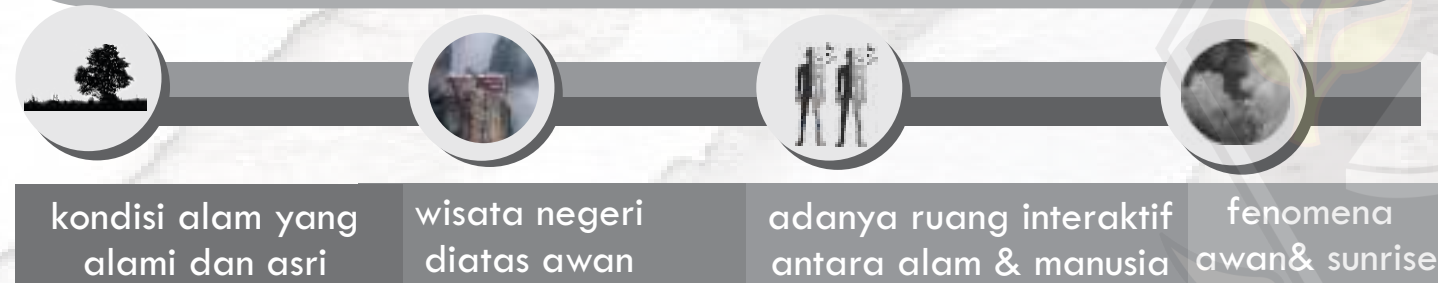 kondisi alam yang
alami dan asri
wisata negeri
diatas awan
adanya ruang interaktif
antara alam & manusia
fenomena
awan& sunrise